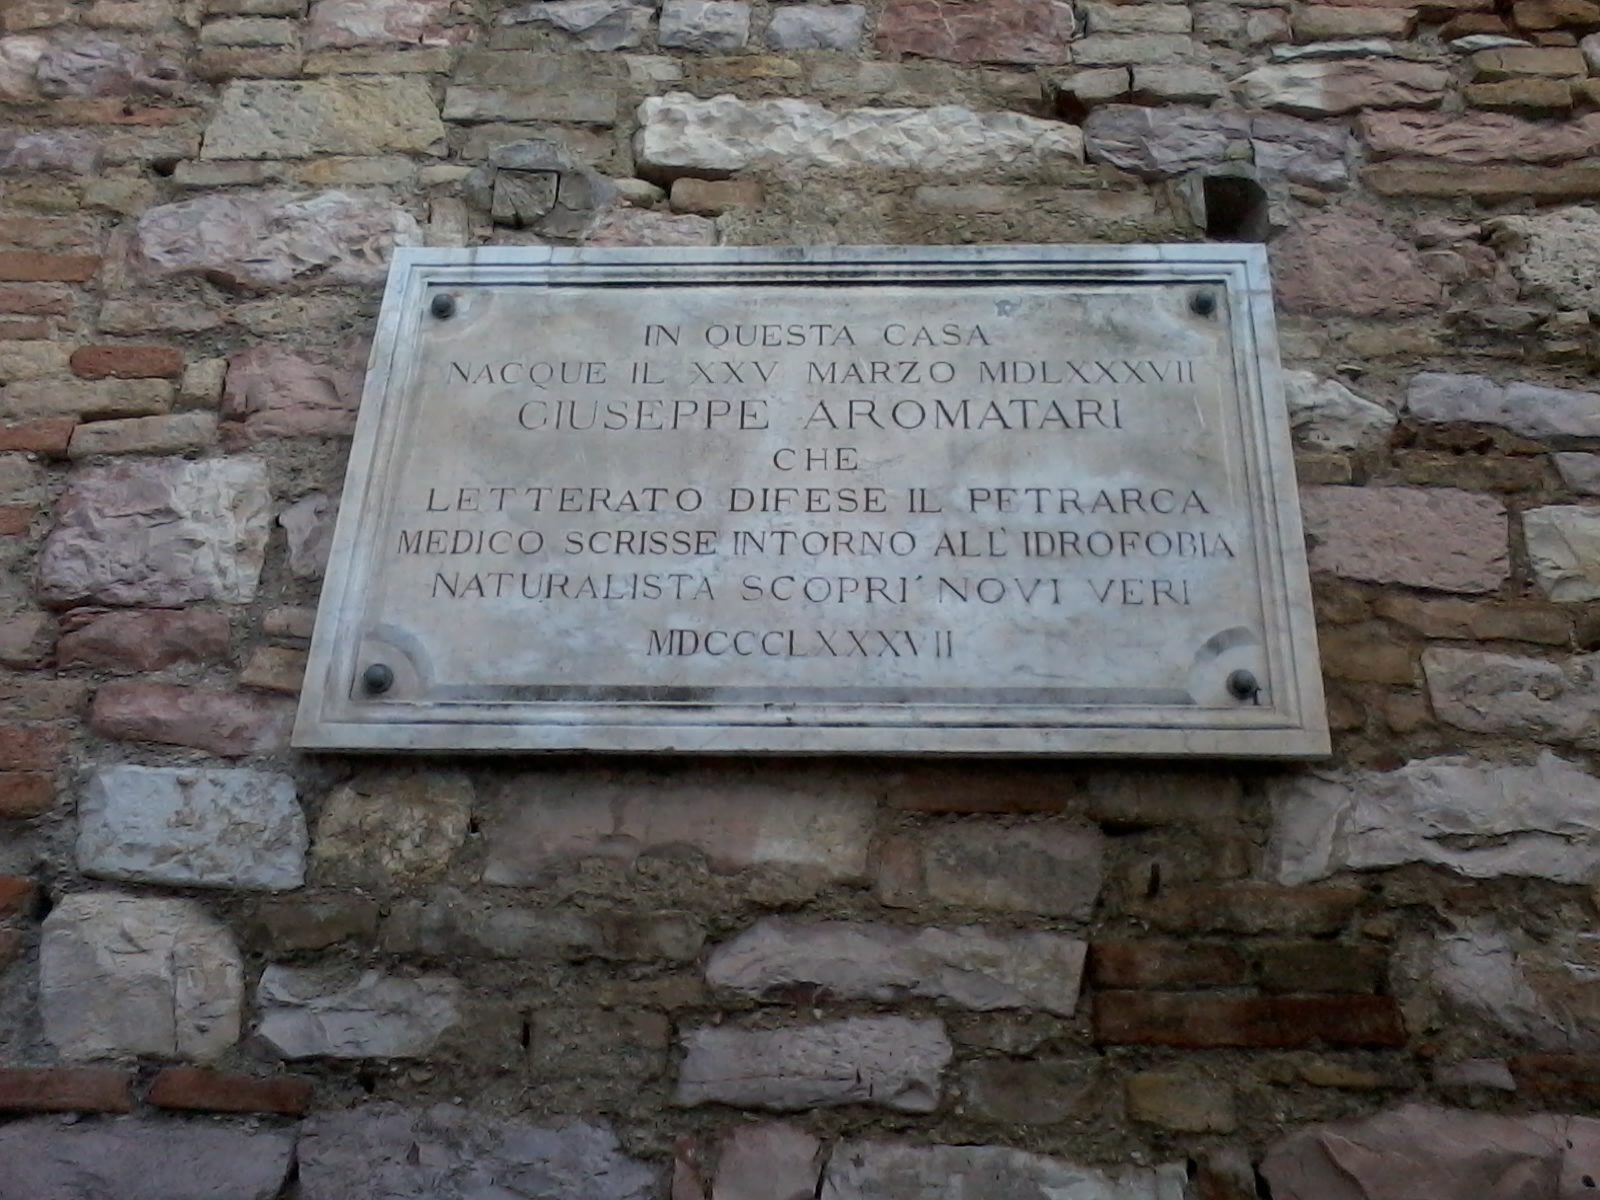 IN QUESTA CASA
NACQUE IL XXV MARZO MDLXXXVII
GIUSEPPE AROMATARI
CHE
LETTERATO DIFESE IL PETRARCA
MEDICO SCRISSE INTORNO ALL'IDROFOBIA
NATURALISTA SCOPRI' NOVI VERI
MDCCCLXXXVII